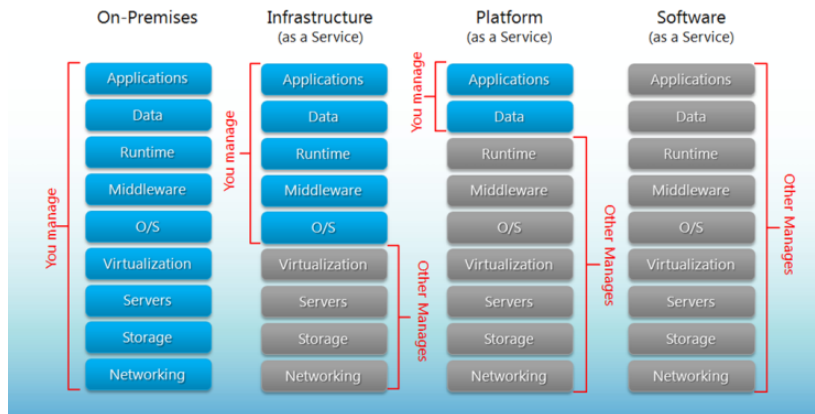 On-Premises
You manage
Applications
Data
Runtime
Middleware
O/S
Virtualization
Servers
Storage
Networking
Infrastructure
(as a Service)
You manage
Applications
Data
Runtime
Middleware
O/S
Virtualization
Servers
Storage
Networking
Other Manages
Platform
(as a Service)
You manage
Applications
Data
Runtime
Middleware
O/S
Virtualization
Servers
Storage
Networking
Other Manages
Software
(as a Service)
Applications
Data
Runtime
Middleware
O/S
Virtualization
Servers
Storage
Networking
Other Manages